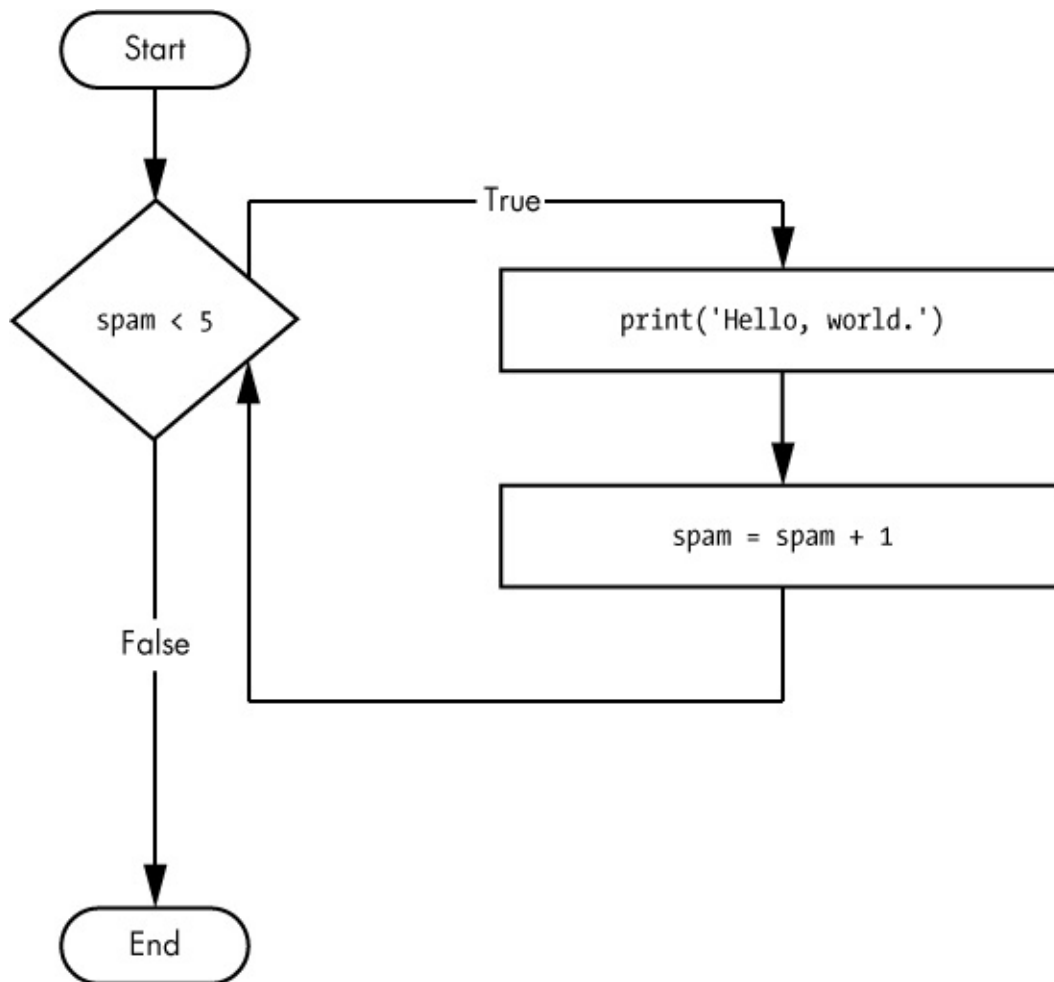 Start
True
spam < 5
print('Hello, world.')
spam = spam + 1
False
End